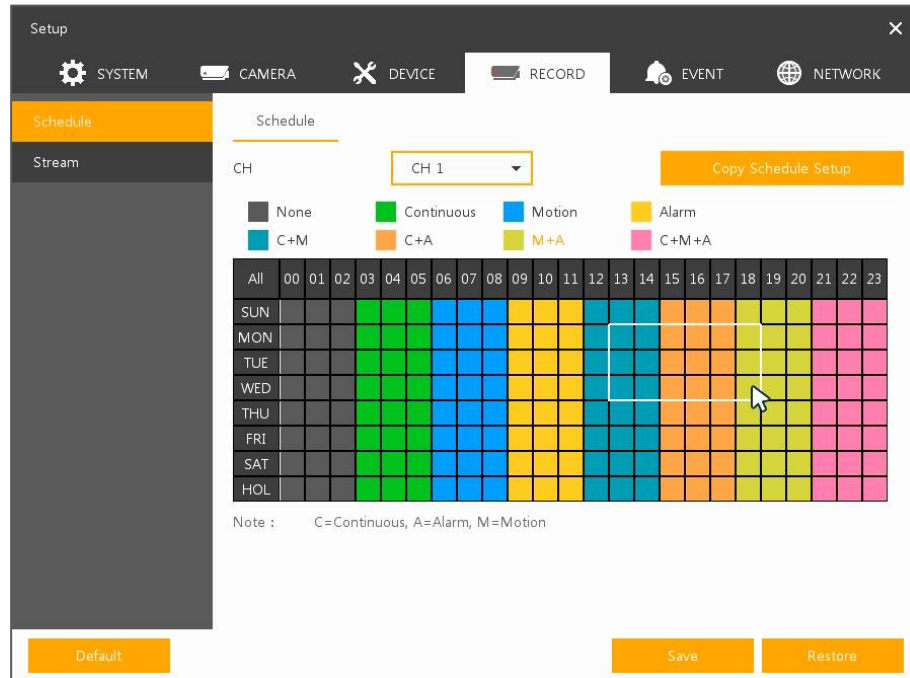 Setup
SYSTEM CAMERA DEVICE RECORD EVENT NETWORK
Schedule
Stream
Schedule
CH CH 1 Copy Schedule Setup
None Continuous Motion Alarm
C+M C+A M+A C+M+A
All 00 01 02 03 04 05 06 07 08 09 10 11 12 13 14 15 16 17 18 19 20 21 22 23
SUN
MON
TUE
WED
THU
FRI
SAT
HOL
Note : C=Continuous, A=Alarm, M=Motion
Default Save Restore